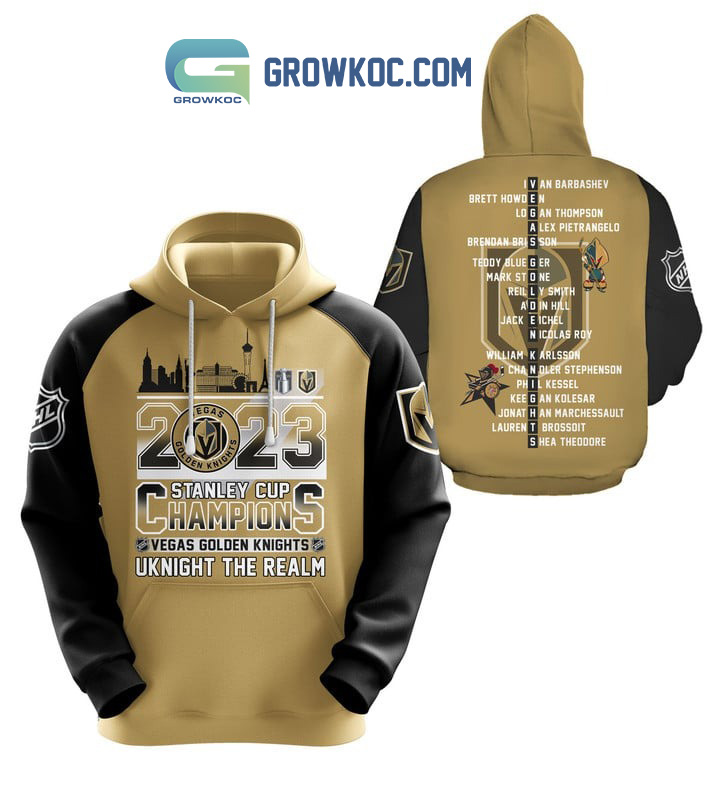 GROWKOC
GROWKOC.COM
2023
VEGAS
GOLDEN KNIGHTS
STANLEY CUP
CHAMPIONS
VEGAS GOLDEN KNIGHTS
UKNIGHT THE REALM
NHL
IVAN BARBASHEV
BRETT HOWDEN
LOGAN THOMPSON
ALEX PIETRANGELO
BRENDAN BRISSON
TEDDY BLUEGER
MARK STONE
REILLY SMITH
ADIN HILL
JACK EICHEL
NICOLAS ROY
WILLIAM KARLSSON
CHANDLER STEPHENSON
PHIL KESSEL
KEEGAN KOLESAR
JONATHAN MARCHESSAULT
LAURENT BROSSOIT
SHEA THEODORE
NHL